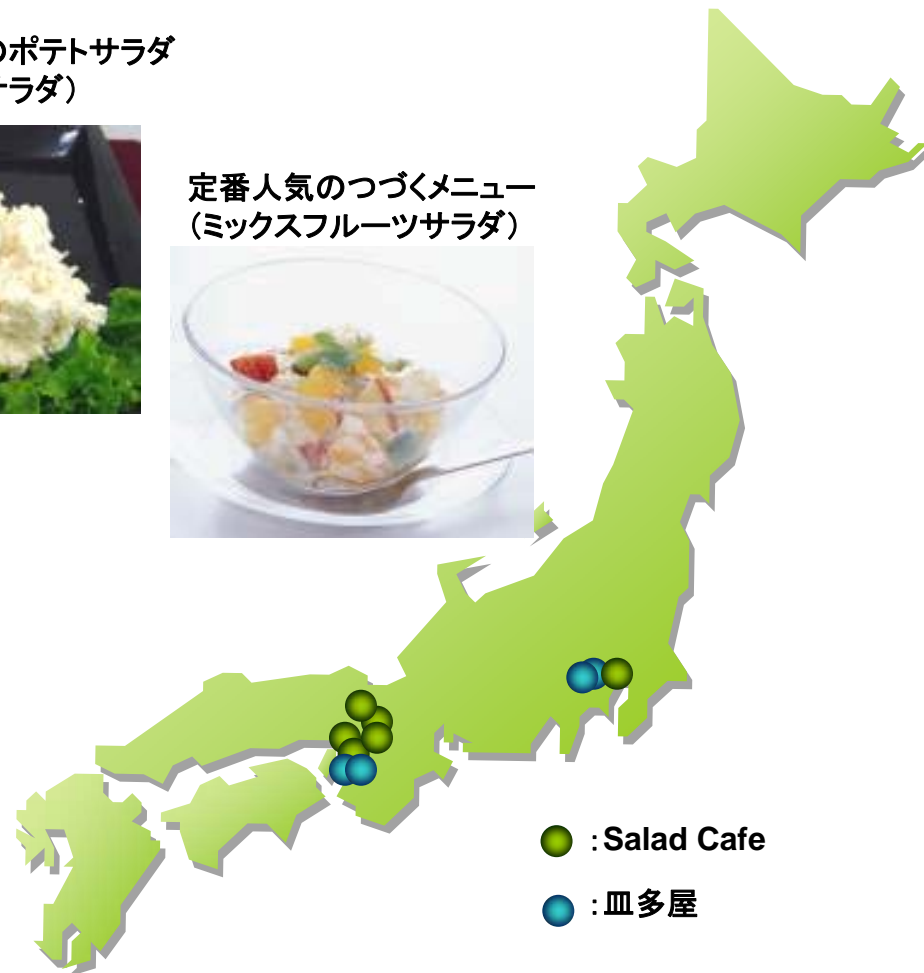 のポテトサラダ
サラダ）
定番人気のつづくメニュー
（ミックスフルーツサラダ）
：Salad Cafe
：皿多屋